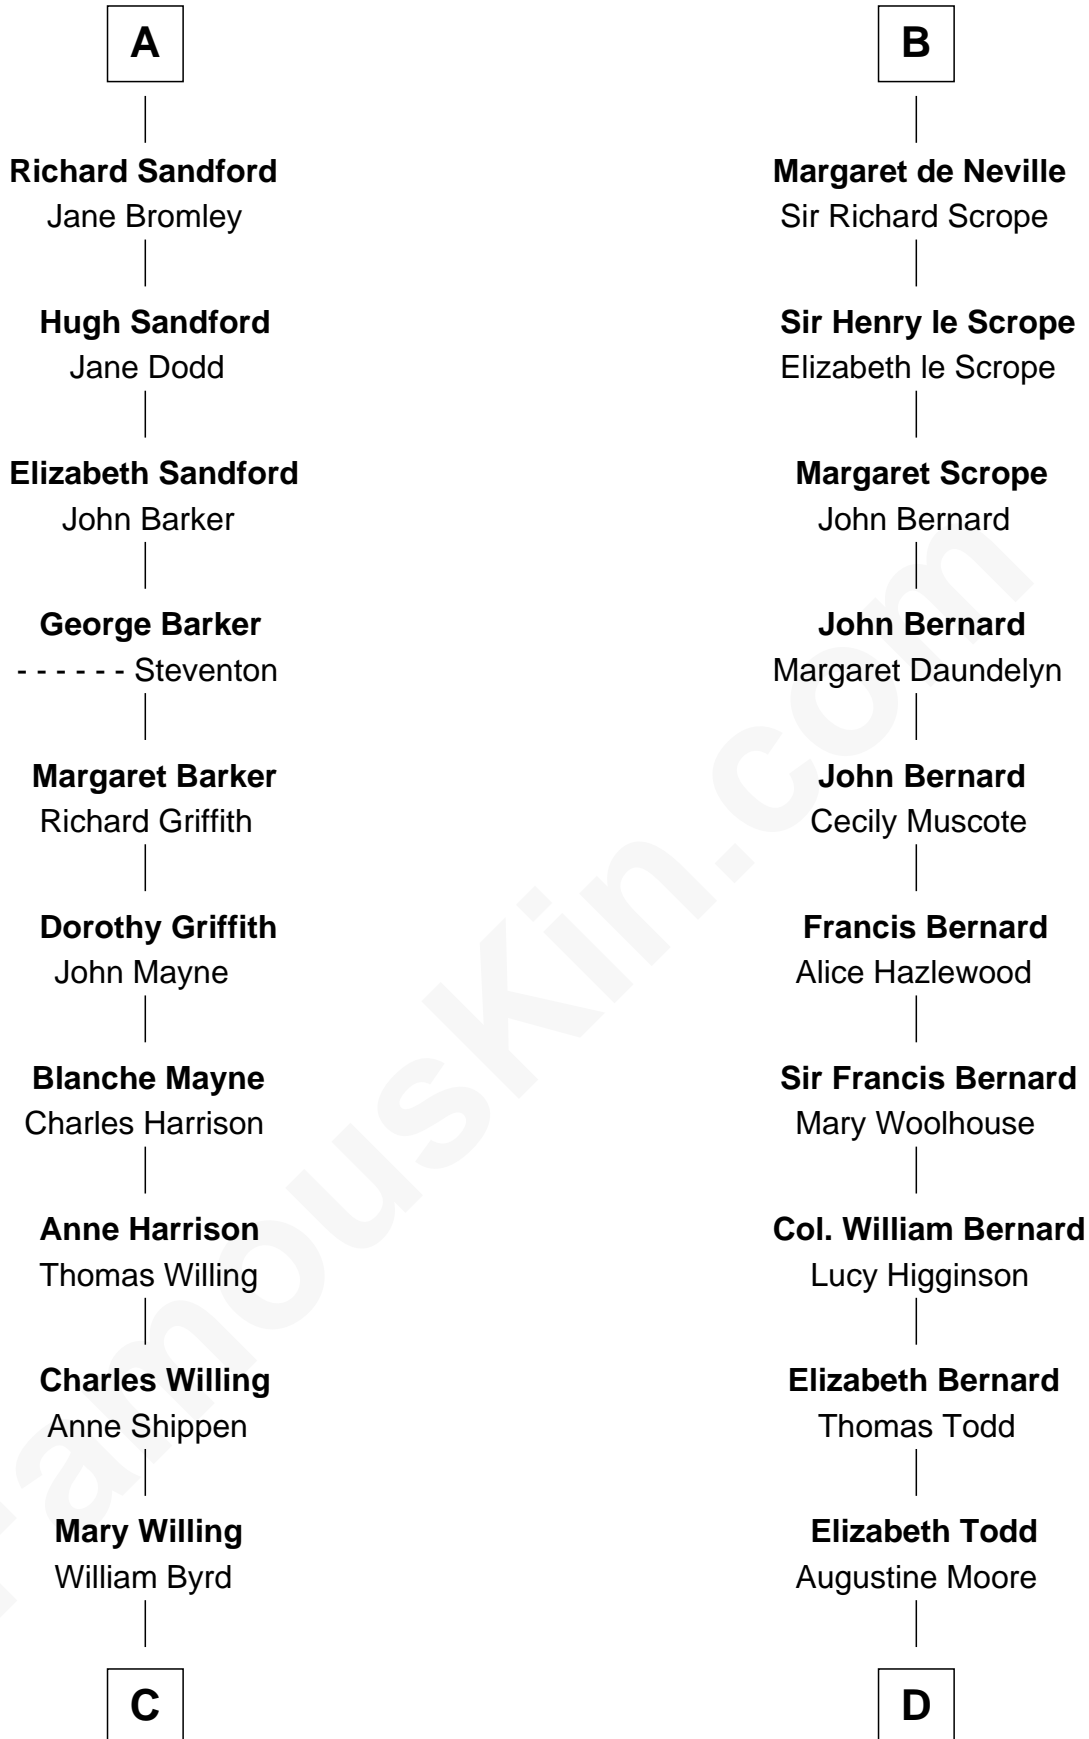 A
Richard Sandford
Jane Bromley
Hugh Sandford
Jane Dodd
Elizabeth Sandford
John Barker
George Barker
- - - - - - Steventon
Margaret Barker
Richard Griffith
Dorothy Griffith
John Mayne
Blanche Mayne
Charles Harrison
Anne Harrison
Thomas Willing
Charles Willing
Anne Shippen
Mary Willing
William Byrd
C
B
Margaret de Neville
Sir Richard Scrope
Sir Henry le Scrope
Elizabeth le Scrope
Margaret Scrope
John Bernard
John Bernard
Margaret Daundelyn
John Bernard
Cecily Muscote
Francis Bernard
Alice Hazlewood
Sir Francis Bernard
Mary Woolhouse
Col. William Bernard
Lucy Higginson
Elizabeth Bernard
Thomas Todd
Elizabeth Todd
Augustine Moore
D
FamousKin.com